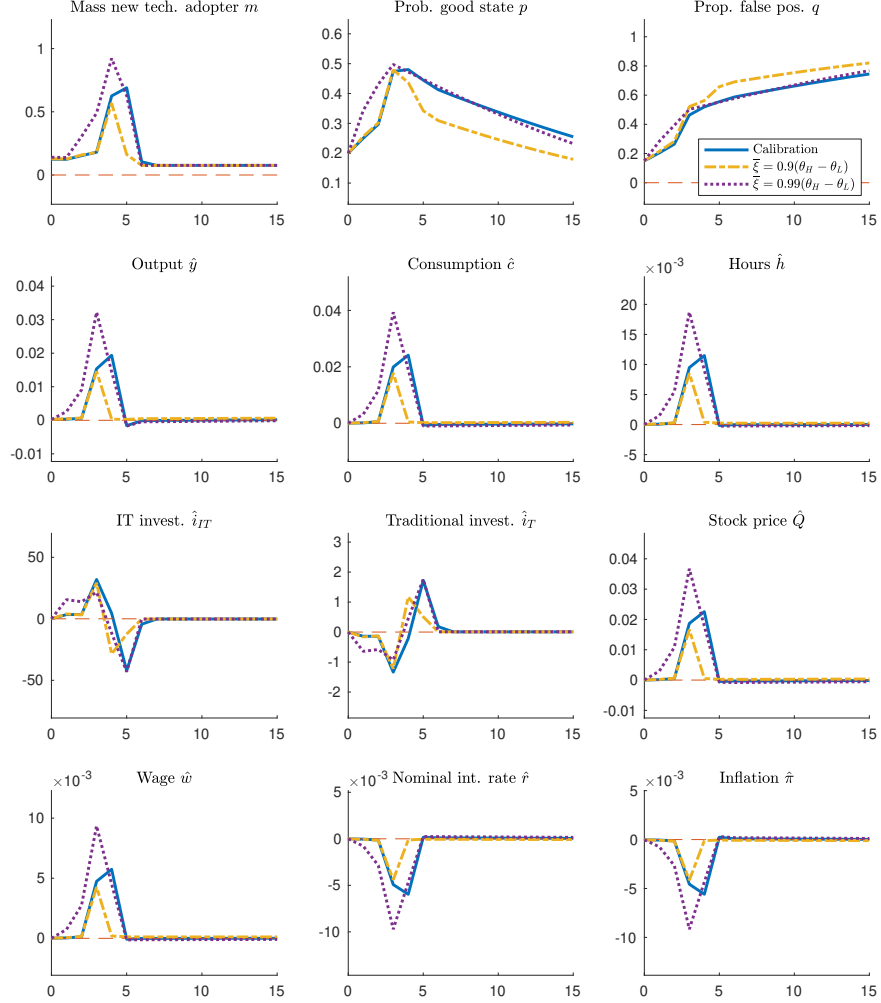 Mass new tech. adopter m
Prob. good state p
Prop. false pos. q
1
0.5
0
0 5 10 15
0.6
0.5
0.4
0.3
0.2
0.1
0 5 10 15
1
0.8
0.6
0.4
0.2
0
0 5 10 15
Calibration
ξ̅ = 0.9(θ_H − θ_L)
ξ̅ = 0.99(θ_H − θ_L)
Output ŷ
Consumption ĉ
Hours ĥ
0.04
0.03
0.02
0.01
0
-0.01
0 5 10 15
0.04
0.02
0
0 5 10 15
×10⁻³
20
15
10
5
0
-5
0 5 10 15
IT invest. î_IT
Traditional invest. î_T
Stock price Q̂
50
0
-50
0 5 10 15
3
2
1
0
-1
-2
0 5 10 15
0.04
0.03
0.02
0.01
0
-0.01
0 5 10 15
Wage ŵ
Nominal int. rate r̂
Inflation π̂
×10⁻³
10
5
0
0 5 10 15
×10⁻³
5
0
-5
-10
0 5 10 15
×10⁻³
5
0
-5
-10
0 5 10 15